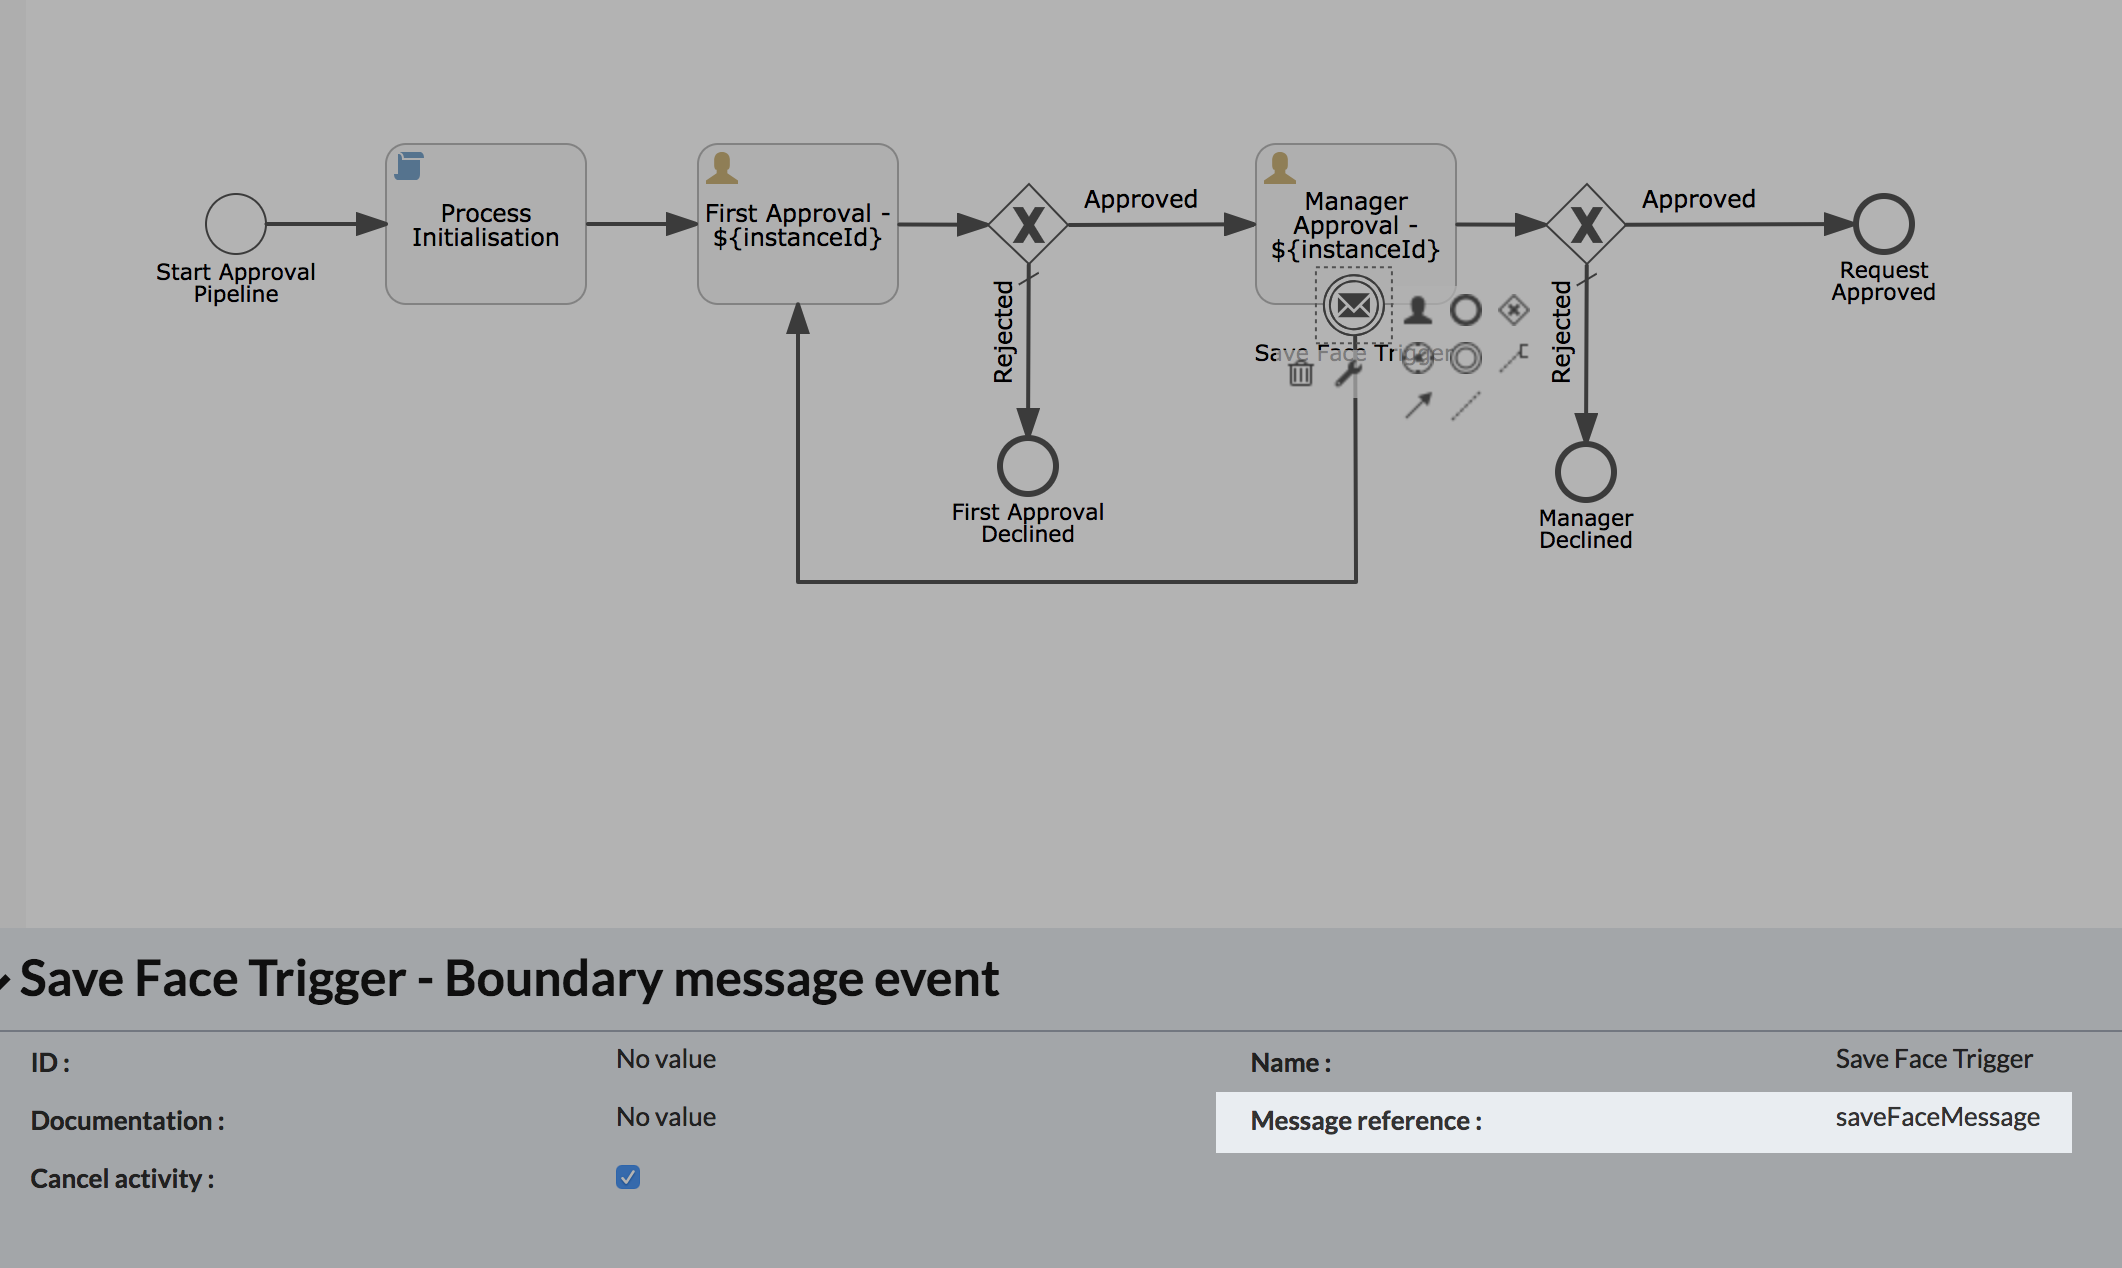 Start Approval
Pipeline
Process
Initialisation
First Approval -
${instanceId}
Approved
Rejected
First Approval
Declined
Manager
Approval -
${instanceId}
Save Face Trigger
Approved
Rejected
Manager
Declined
Request
Approved
Save Face Trigger - Boundary message event
ID :
No value
Name :
Save Face Trigger
Documentation :
No value
Message reference :
saveFaceMessage
Cancel activity :